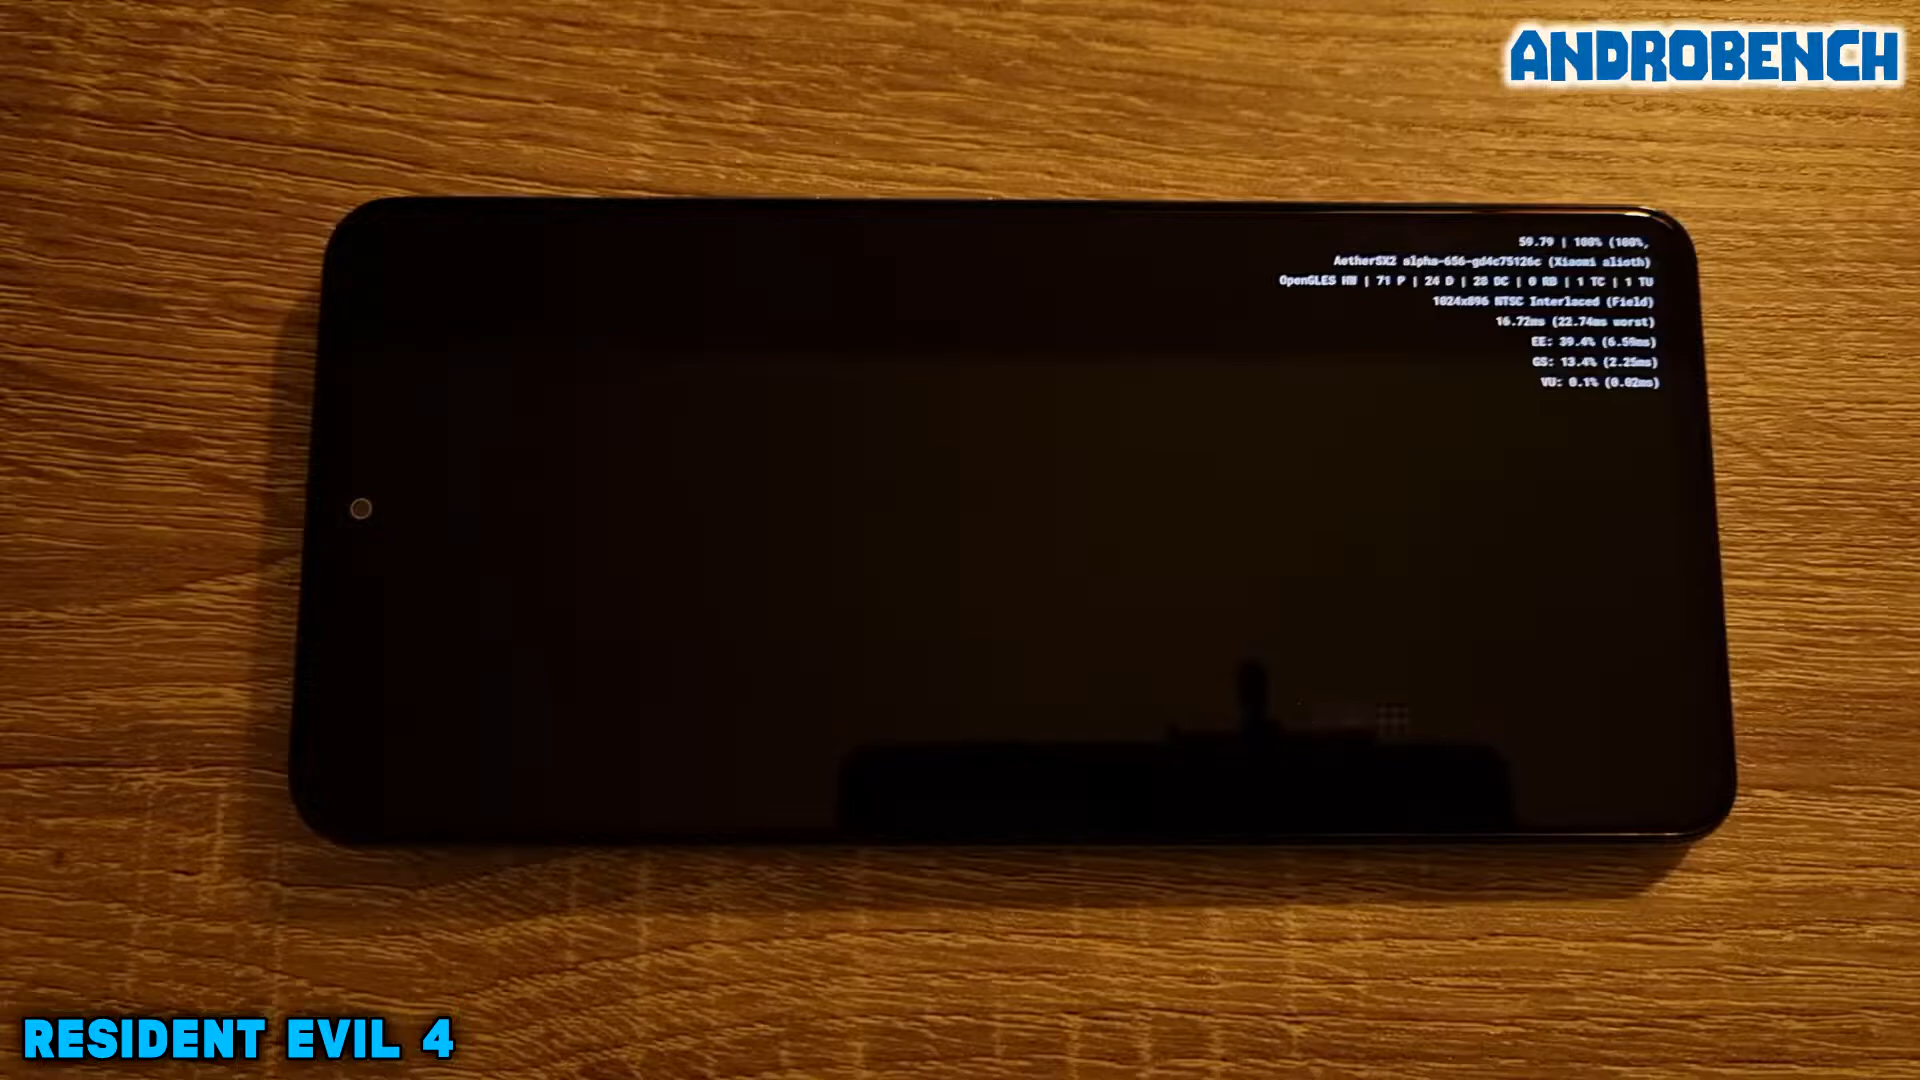 ANDROBENCH
59.79 | 100% (100%,
AetherSX2 alpha-656-gd4c75126c (Xiaomi alioth)
OpenGLES HW | 71 P | 24 D | 28 DC | 0 RB | 1 TC | 1 TU
1024x896 NTSC Interlaced (Field)
16.72ms (22.74ms worst)
EE: 39.4% (6.59ms)
GS: 13.4% (2.25ms)
VU: 0.1% (0.02ms)
RESIDENT EVIL 4